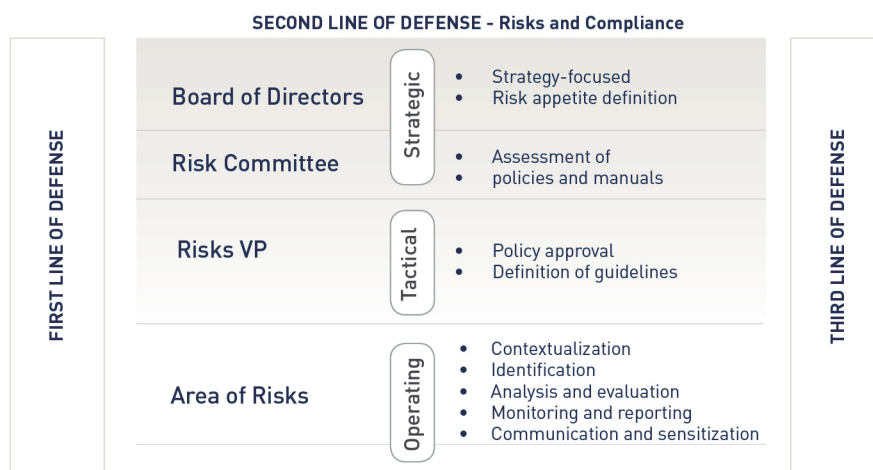 SECOND LINE OF DEFENSE - Risks and Compliance
FIRST LINE OF DEFENSE
Board of Directors
Strategic
• Strategy-focused
• Risk appetite definition
Risk Committee
• Assessment of
• policies and manuals
Risks VP
Tactical
• Policy approval
• Definition of guidelines
Area of Risks
Operating
• Contextualization
• Identification
• Analysis and evaluation
• Monitoring and reporting
• Communication and sensitization
THIRD LINE OF DEFENSE